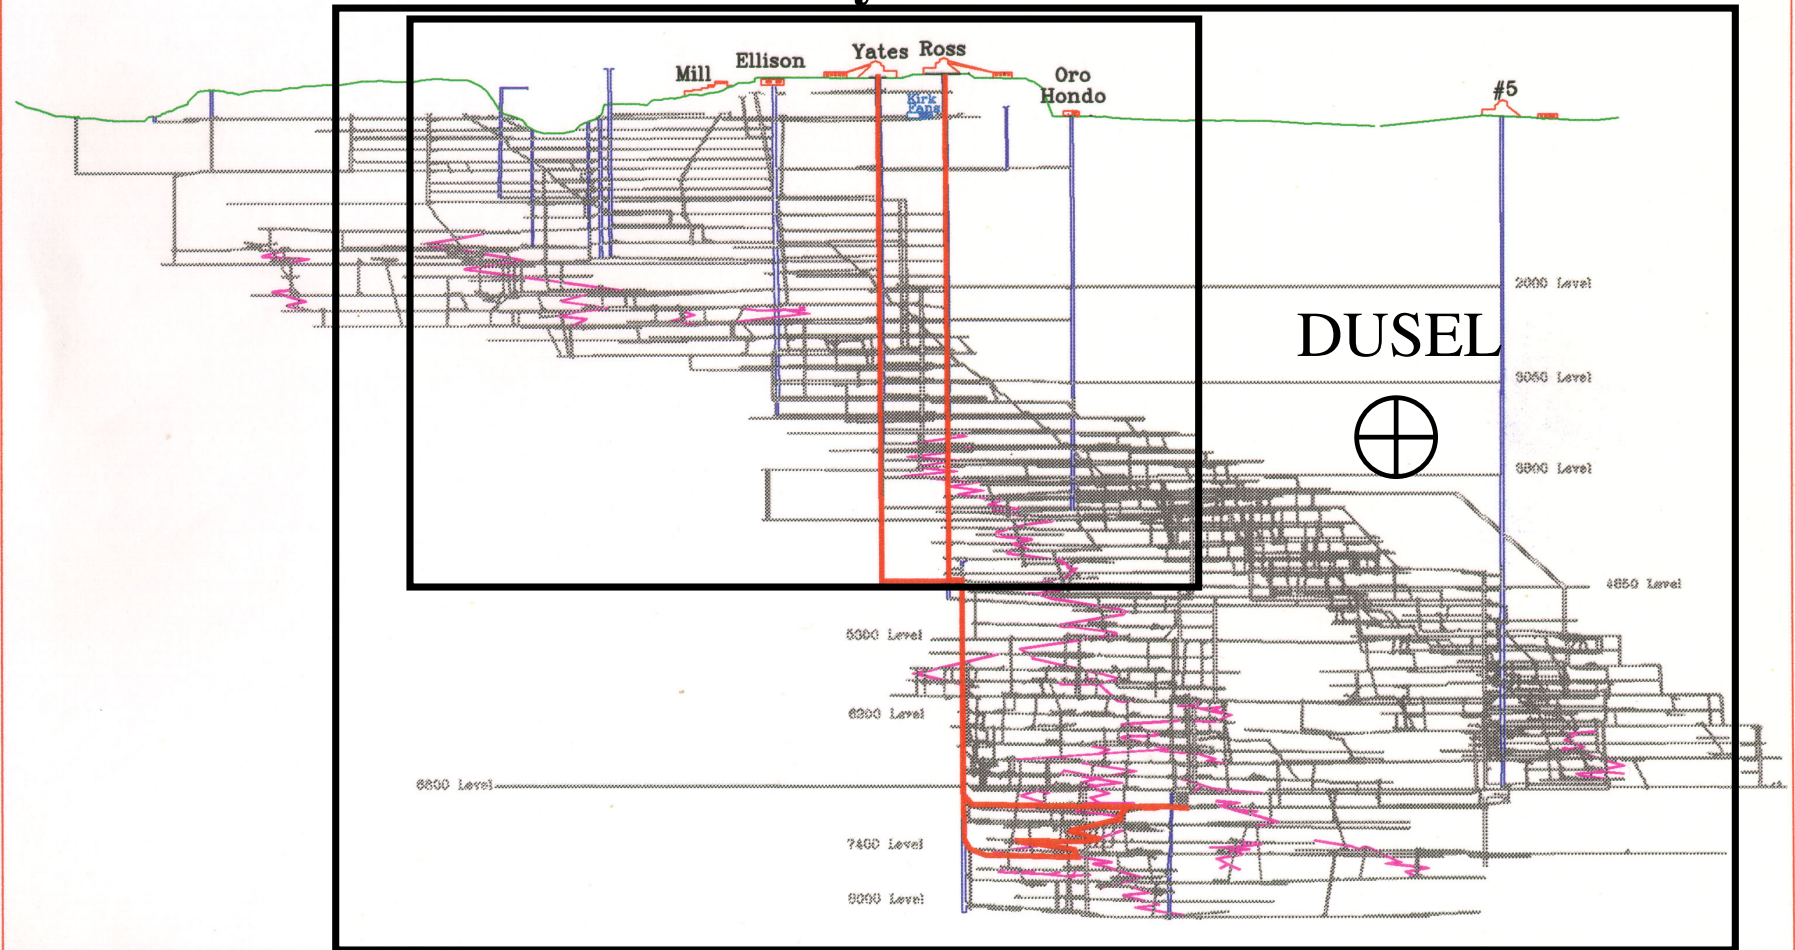 Mill
Ellison
Yates
Ross
Oro
Hondo
#5
Kirk
Fans
2000 Level
DUSEL
3050 Level
3800 Level
4850 Level
5300 Level
6200 Level
6800 Level
7400 Level
8000 Level